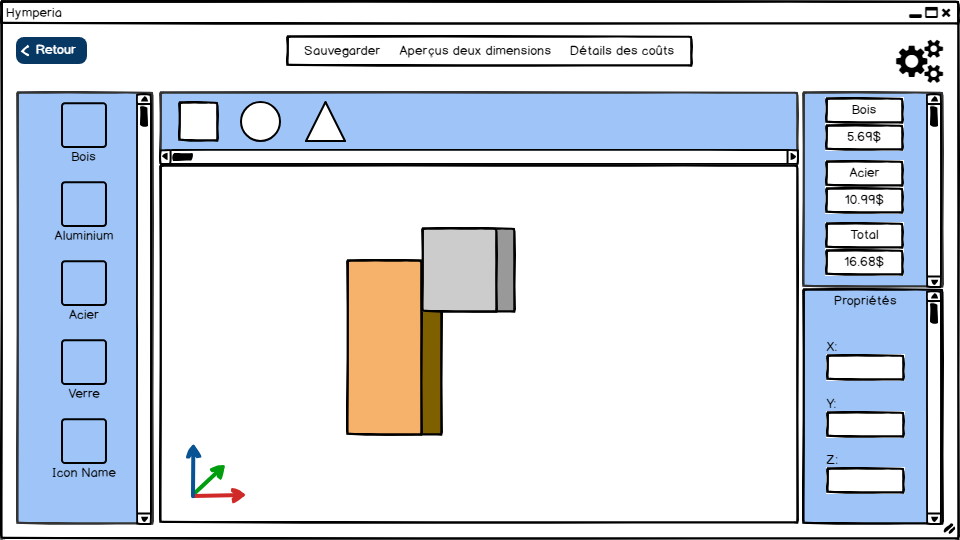 Hymperia
Retour
Sauvegarder Aperçus deux dimensions Détails des coûts
Bois
Aluminium
Acier
Verre
Icon Name
Bois
5.69$
Acier
10.99$
Total
16.68$
Propriétés
X:
Y:
Z: